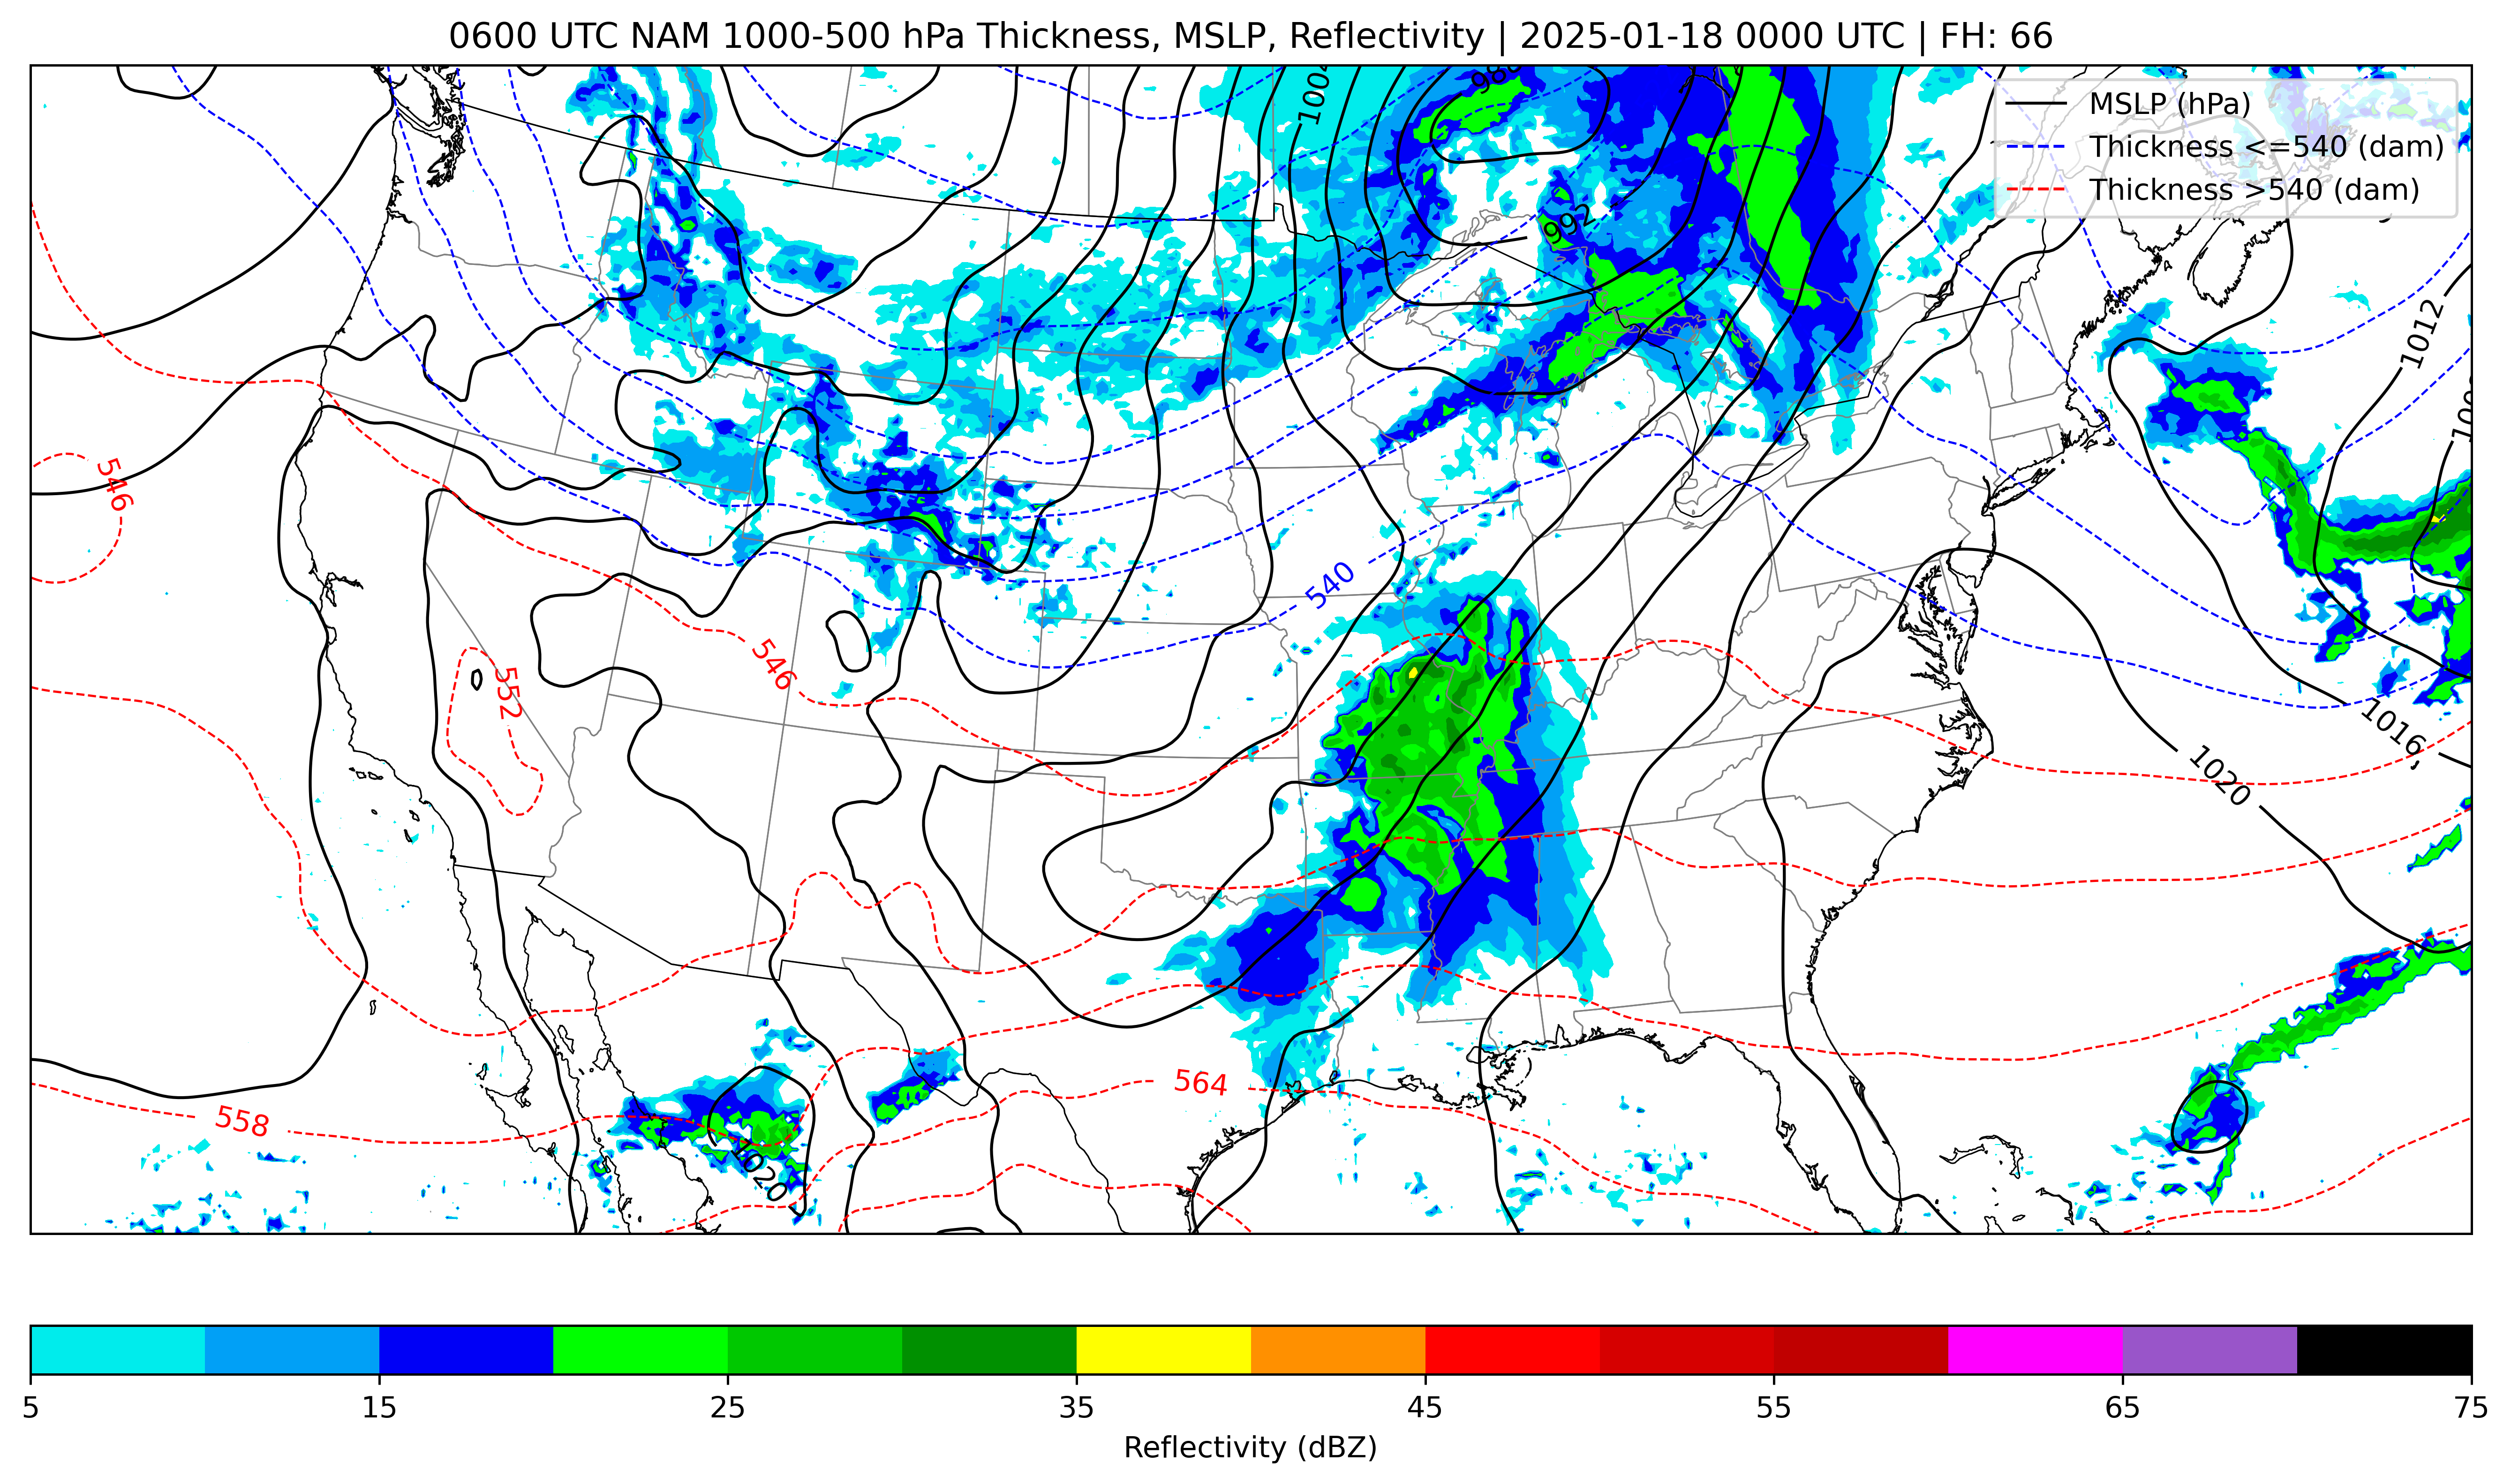 0600 UTC NAM 1000-500 hPa Thickness, MSLP, Reflectivity | 2025-01-18 0000 UTC | FH: 66
MSLP (hPa)
Thickness <=540 (dam)
Thickness >540 (dam)
1004
992
1012
546
540
552
546
1016
1020
564
558
1020
5 15 25 35 45 55 65 75
Reflectivity (dBZ)